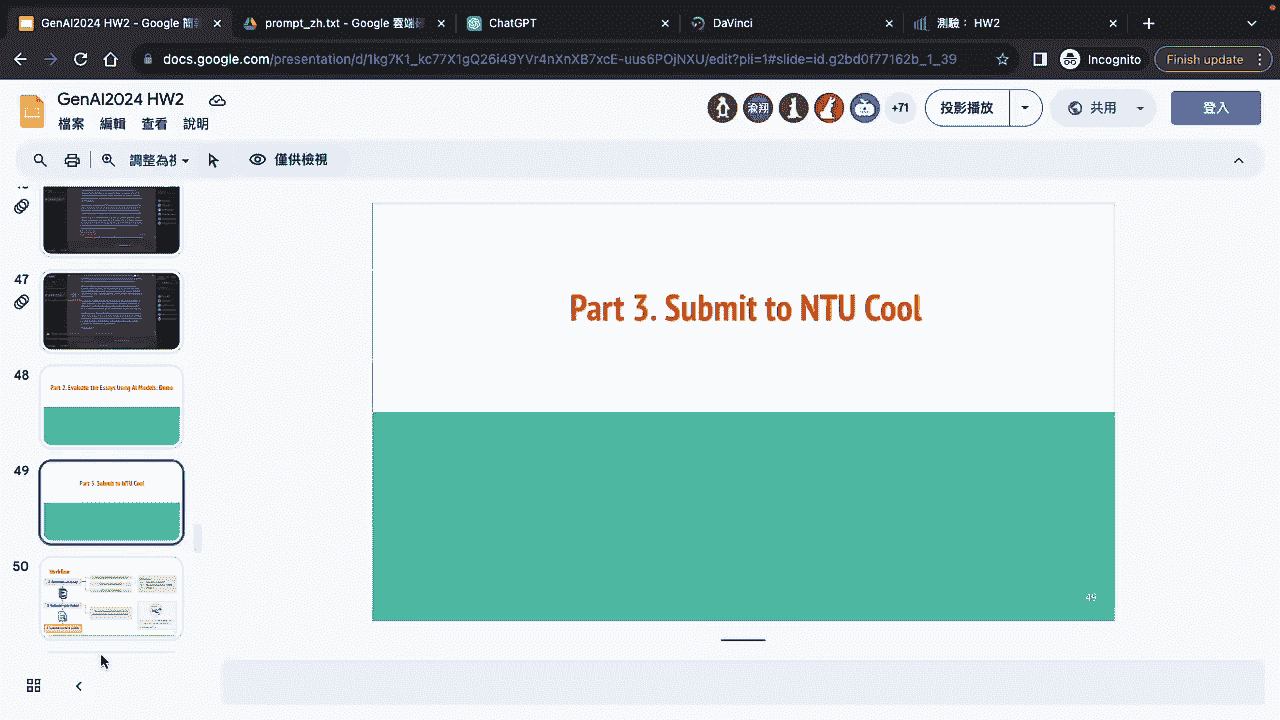 GenAI2024 HW2 - Google 簡
prompt_zh.txt - Google 雲端
ChatGPT
DaVinci
測驗： HW2
docs.google.com/presentation/d/1kg7K1_kc77X1gQ26i49YVr4nXnXB7xcE-uus6POjNXU/edit?pli=1#slide=id.g2bd0f77162b_1_39
Incognito
Finish update
GenAI2024 HW2
檔案 編輯 查看 說明
+71
投影播放
共用
登入
調整為
僅供檢視
47
48
Part 2. Evaluate the Essays Using AI Models: Demo
49
Part 3. Submit to NTU Cool
50
Workflow
Part 3. Submit to NTU Cool
49